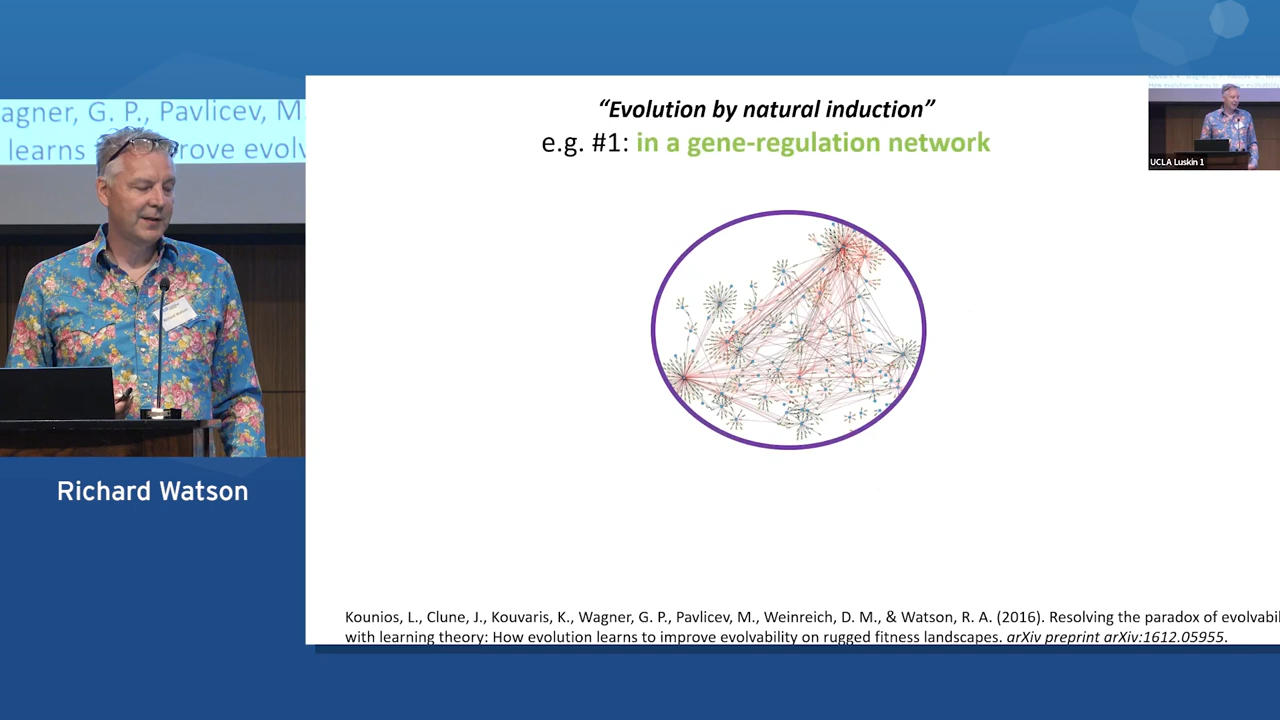 agner, G. P., Pavlicev, M.
learns
rove evolv
Richard Watson
"Evolution by natural induction"
e.g. #1: in a gene-regulation network
UCLA Luskin 1
Kounios, L., Clune, J., Kouvaris, K., Wagner, G. P., Pavlicev, M., Weinreich, D. M., & Watson, R. A. (2016). Resolving the paradox of evolvabil
with learning theory: How evolution learns to improve evolvability on rugged fitness landscapes. arXiv preprint arXiv:1612.05955.